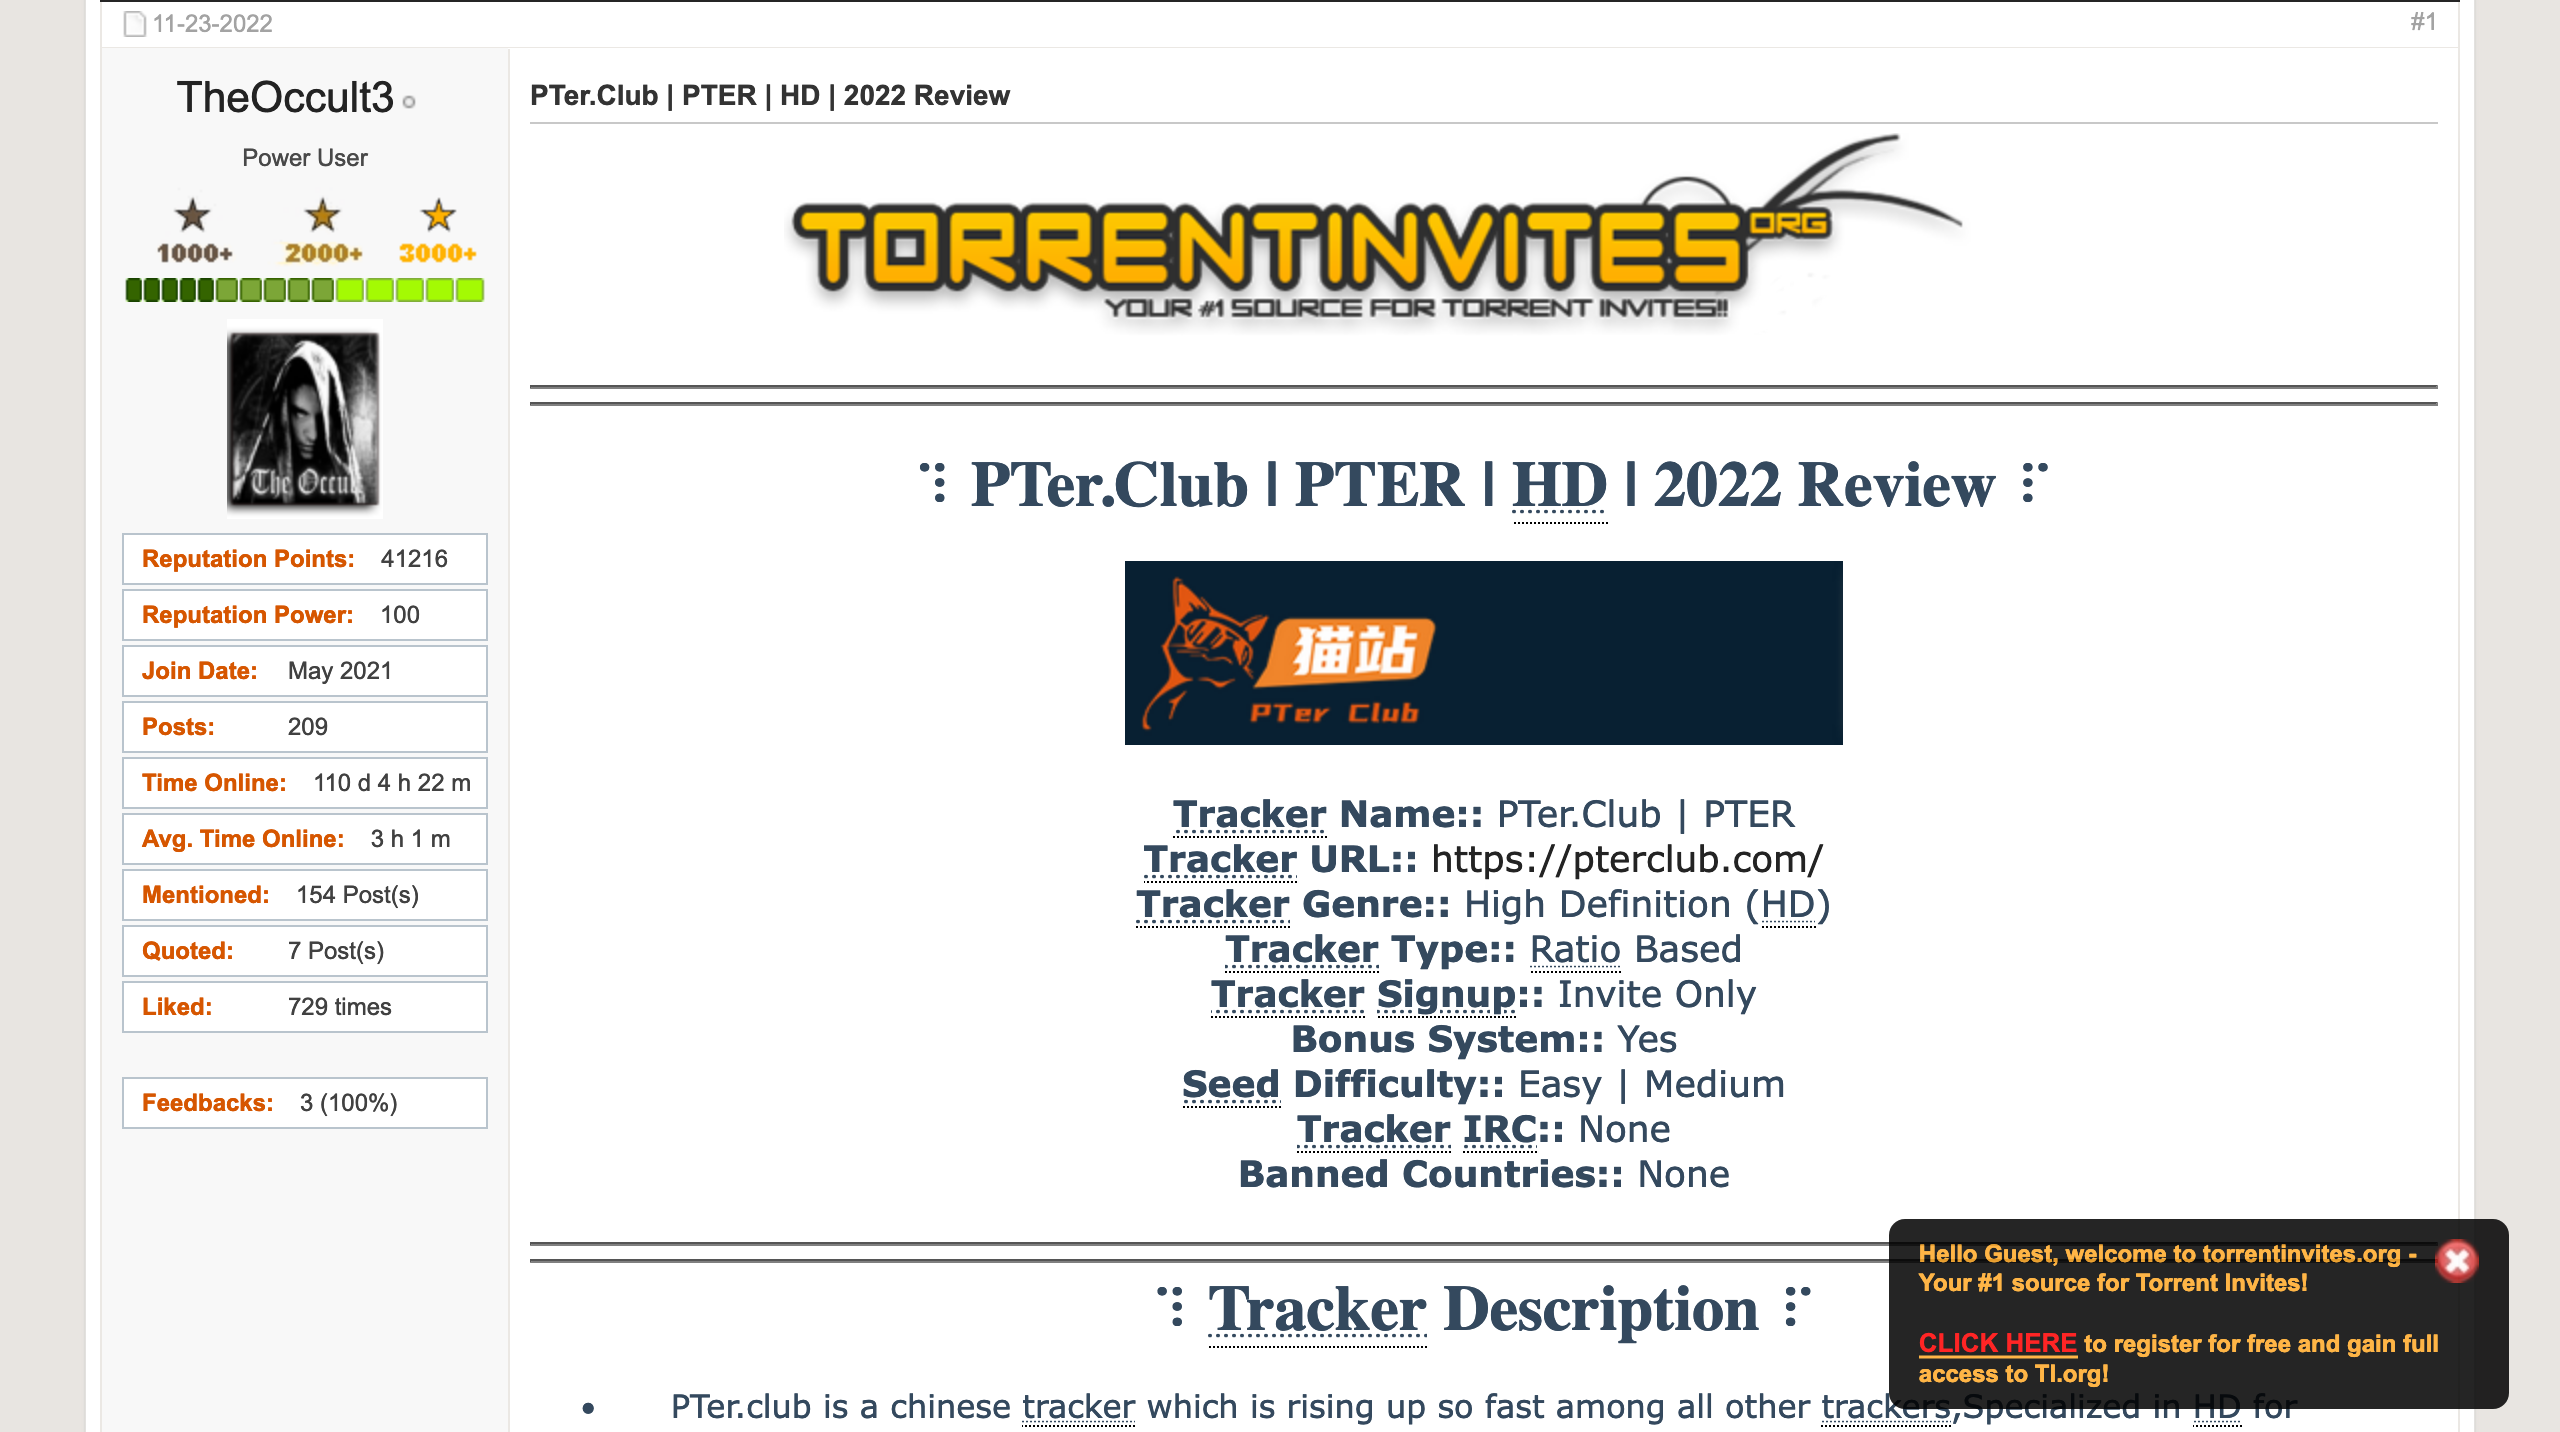 11-23-2022
#1
TheOccult3
Power User
1000+ 2000+ 3000+
The Occu
Reputation Points: 41216
Reputation Power: 100
Join Date: May 2021
Posts: 209
Time Online: 110 d 4 h 22 m
Avg. Time Online: 3 h 1 m
Mentioned: 154 Post(s)
Quoted: 7 Post(s)
Liked: 729 times
Feedbacks: 3 (100%)
PTer.Club | PTER | HD | 2022 Review
TORRENTINVITES ORG
YOUR #1 SOURCE FOR TORRENT INVITES!!
⠹ PTer.Club | PTER | HD | 2022 Review ⠏
猫站
PTer Club
Tracker Name:: PTer.Club | PTER
Tracker URL:: https://pterclub.com/
Tracker Genre:: High Definition (HD)
Tracker Type:: Ratio Based
Tracker Signup:: Invite Only
Bonus System:: Yes
Seed Difficulty:: Easy | Medium
Tracker IRC:: None
Banned Countries:: None
⠹ Tracker Description ⠏
• PTer.club is a chinese tracker which is rising up so fast among all other trackers,Specialized in HD for
Hello Guest, welcome to torrentinvites.org -
Your #1 source for Torrent Invites!
CLICK HERE to register for free and gain full
access to TI.org!